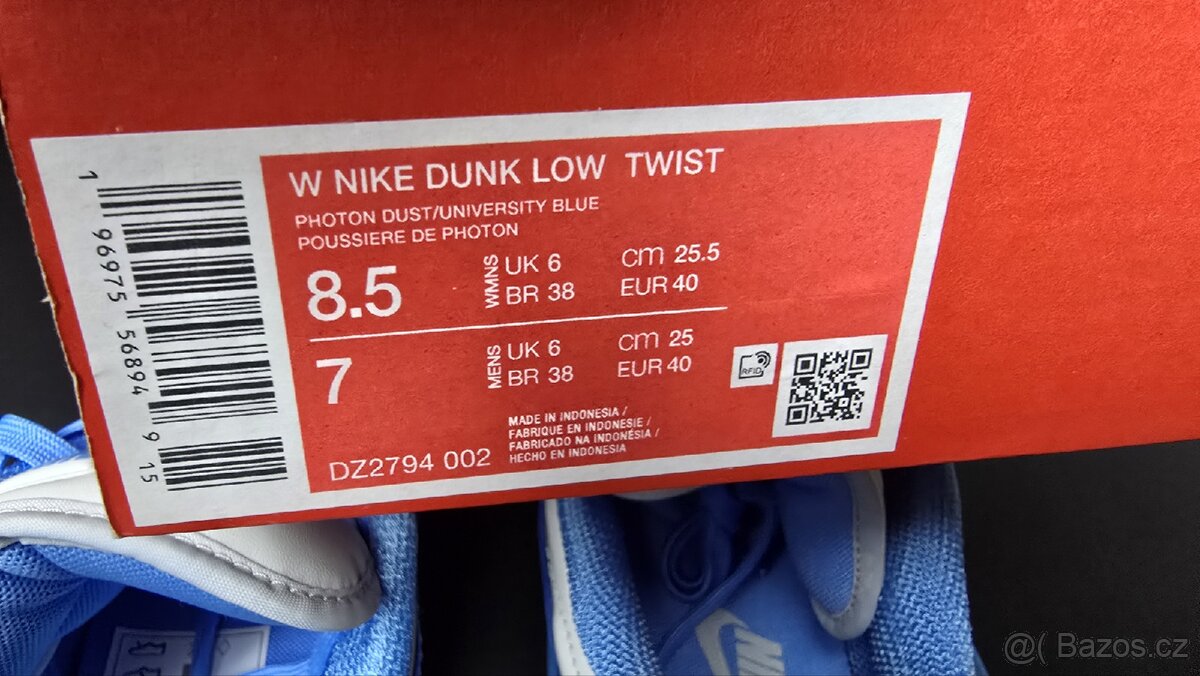 W NIKE DUNK LOW TWIST
PHOTON DUST/UNIVERSITY BLUE
POUSSIERE DE PHOTON
8.5
WMNS
UK 6
BR 38
cm 25.5
EUR 40
7
MENS
UK 6
BR 38
cm 25
EUR 40
RFID
MADE IN INDONESIA /
FABRIQUE EN INDONESIE /
FABRICADO NA INDONÉSIA /
HECHO EN INDONESIA
DZ2794 002
1 96975 56894 9 15
NIKE
@( Bazos.cz